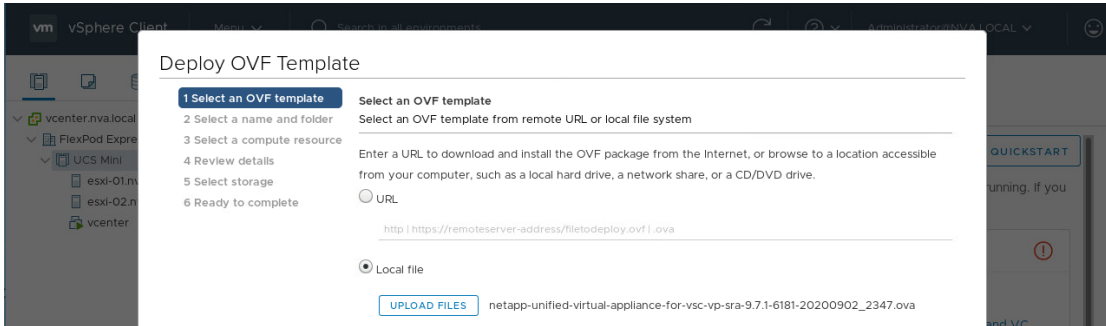 vm vSphere Client Menu Search in all environments Administrator@NVA.LOCAL
Deploy OVF Template
1 Select an OVF template
2 Select a name and folder
3 Select a compute resource
4 Review details
5 Select storage
6 Ready to complete
Select an OVF template
Select an OVF template from remote URL or local file system
Enter a URL to download and install the OVF package from the Internet, or browse to a location accessible
from your computer, such as a local hard drive, a network share, or a CD/DVD drive.
URL
http | https://remoteserver-address/filetodeploy.ovf | .ova
Local file
UPLOAD FILES netapp-unified-virtual-appliance-for-vsc-vp-sra-9.7.1-6181-20200902_2347.ova
vcenter.nva.local
FlexPod Expre
UCS Mini
esxi-01.nv
esxi-02.n
vcenter
QUICKSTART
running. If you
and VC